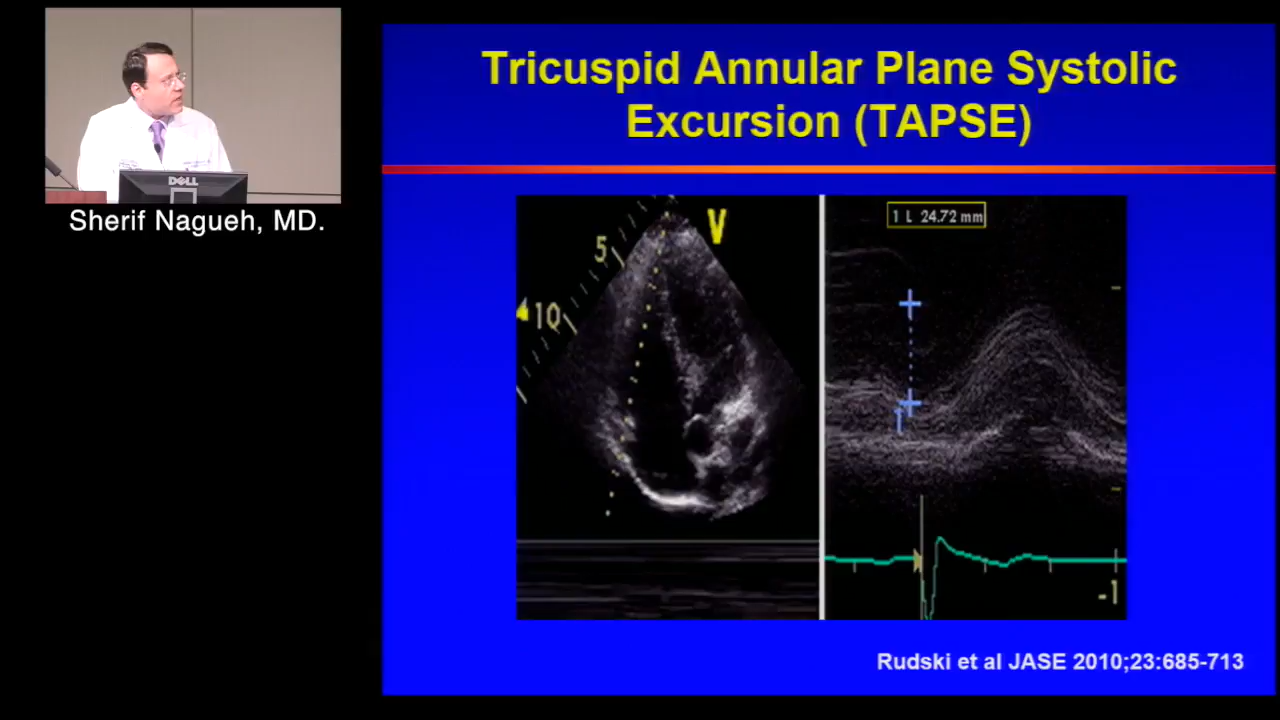 Tricuspid Annular Plane Systolic
Excursion (TAPSE)
DELL
Sherif Nagueh, MD.
V
5
10
1 L 24.72 mm
1
-1
Rudski et al JASE 2010;23:685-713